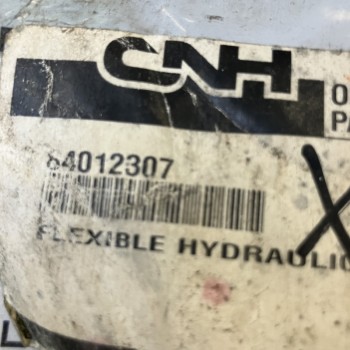 CNH
84012307
FLEXIBLE HYDRAULIC
X